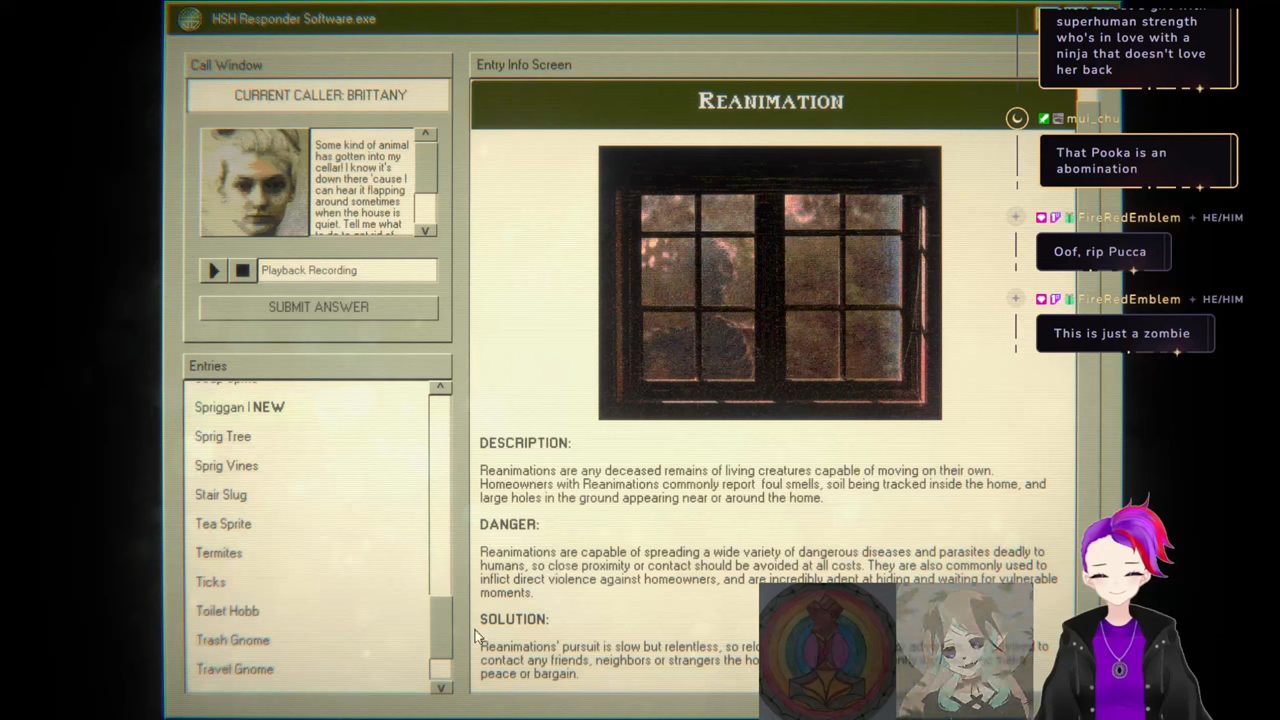 HSH Responder Software.exe
Call Window
CURRENT CALLER: BRITTANY
Some kind of animal
has gotten into my
cellar! I know it's
down there 'cause I
can hear it flapping
around sometimes
when the house is
quiet. Tell me what
Playback Recording
SUBMIT ANSWER
Entries
Spriggan | NEW
Sprig Tree
Sprig Vines
Stair Slug
Tea Sprite
Termites
Ticks
Toilet Hobb
Trash Gnome
Travel Gnome
Entry Info Screen
REANIMATION
DESCRIPTION:
Reanimations are any deceased remains of living creatures capable of moving on their own.
Homeowners with Reanimations commonly report foul smells, soil being tracked inside the home, and
large holes in the ground appearing near or around the home.
DANGER:
Reanimations are capable of spreading a wide variety of dangerous diseases and parasites deadly to
humans, so close proximity or contact should be avoided at all costs. They are also commonly used to
inflict direct violence against homeowners, and are incredibly adept at hiding and waiting for vulnerable
moments.
SOLUTION:
Reanimations' pursuit is slow but relentless, so
to
contact any friends, neighbors or strangers the
peace or bargain.
superhuman strength
who's in love with a
ninja that doesn't love
her back
mui_chu
That Pooka is an
abomination
FireRedEmblem + HE/HIM
Oof, rip Pucca
FireRedEmblem + HE/HIM
This is just a zombie